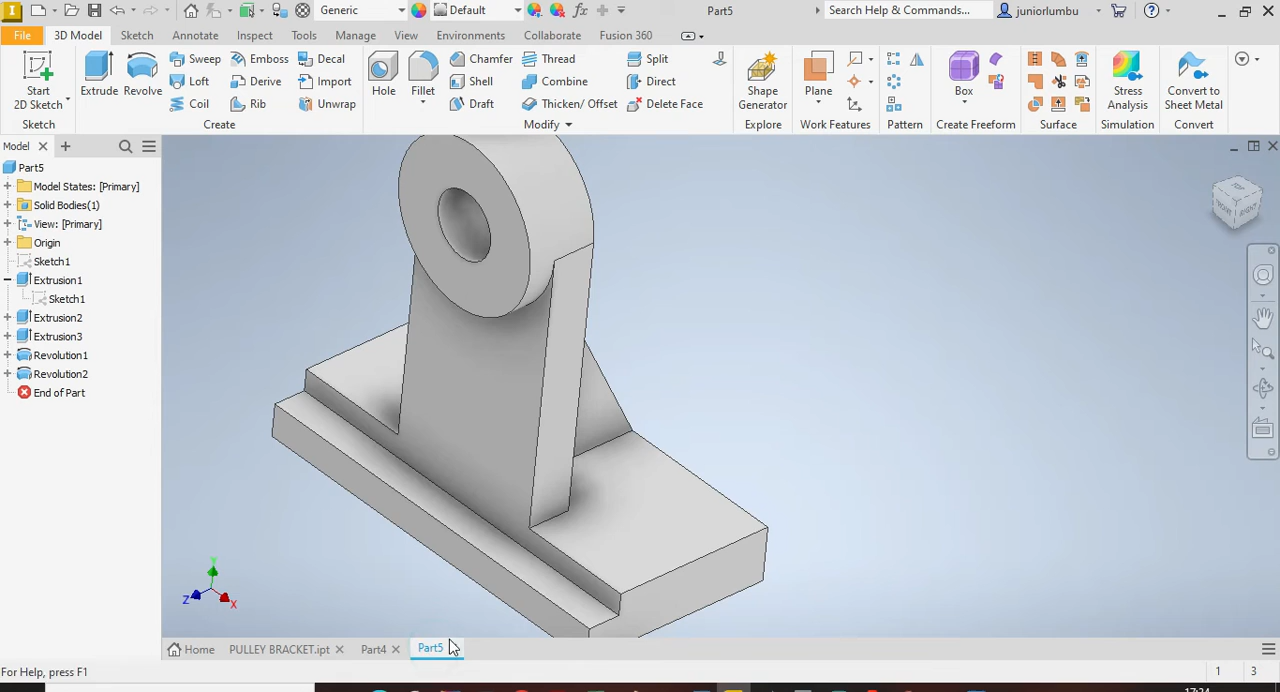 Generic Default fx Part5 Search Help & Commands... juniorlumbu
File 3D Model Sketch Annotate Inspect Tools Manage View Environments Collaborate Fusion 360
Start
2D Sketch
Extrude Revolve
Sweep Emboss Decal
Loft Derive Import
Coil Rib Unwrap
Hole Fillet
Chamfer Thread Split
Shell Combine Direct
Draft Thicken/ Offset Delete Face
Shape
Generator
Plane
Box
Stress
Analysis
Convert to
Sheet Metal
Sketch Create Modify Explore Work Features Pattern Create Freeform Surface Simulation Convert
Model
Part5
Model States: [Primary]
Solid Bodies(1)
View: [Primary]
Origin
Sketch1
Extrusion1
Sketch1
Extrusion2
Extrusion3
Revolution1
Revolution2
End of Part
TOP
FRONT RIGHT
Y
Z X
Home PULLEY BRACKET.ipt Part4 Part5
For Help, press F1 1 3